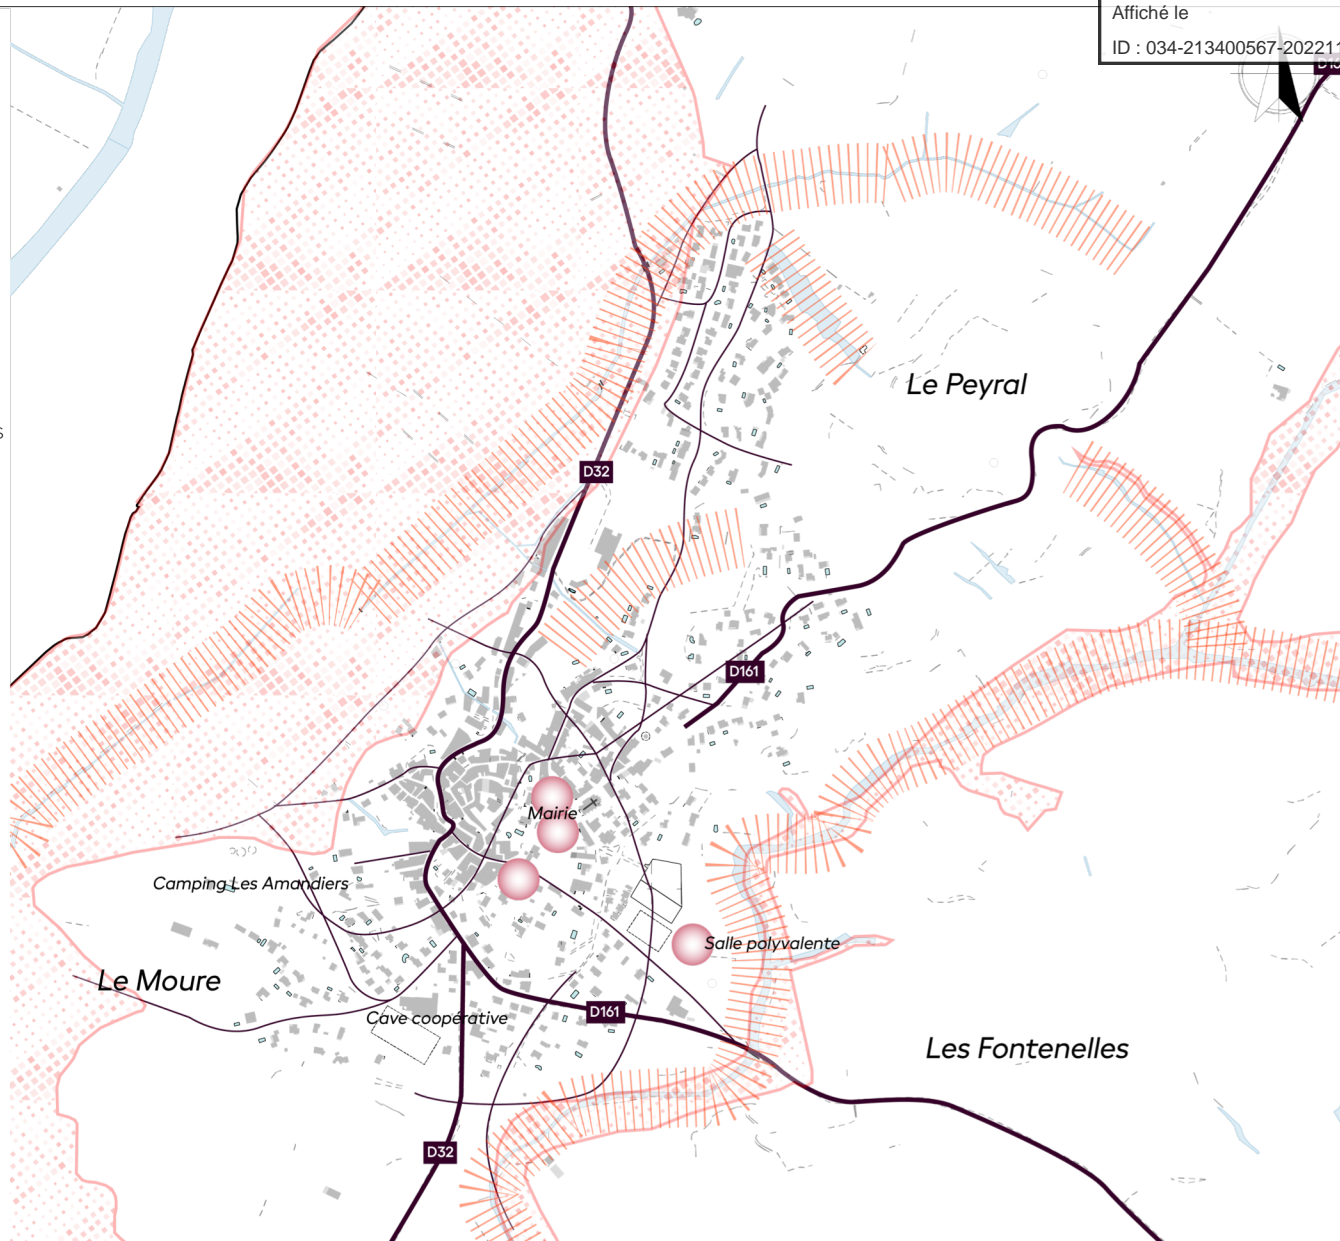 Affiché le
ID : 034-213400567-202211
Le Peyral
D32
D161
Mairie
Camping Les Amandiers
Salle polyvalente
Le Moure
D161
Cave coopérative
Les Fontenelles
D32